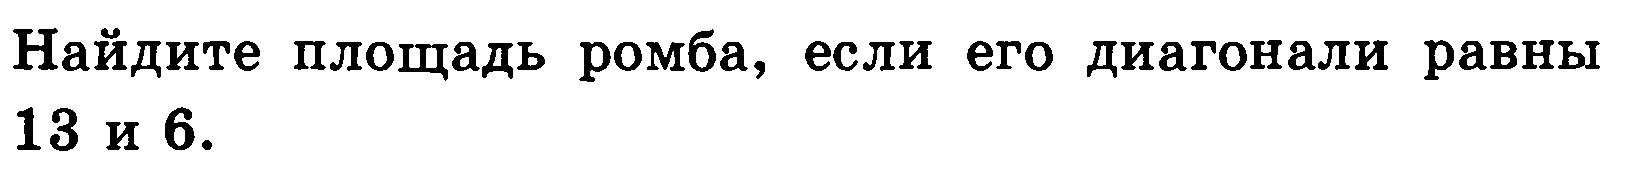 Найдите площадь ромба, если его диагонали равны
13 и 6.